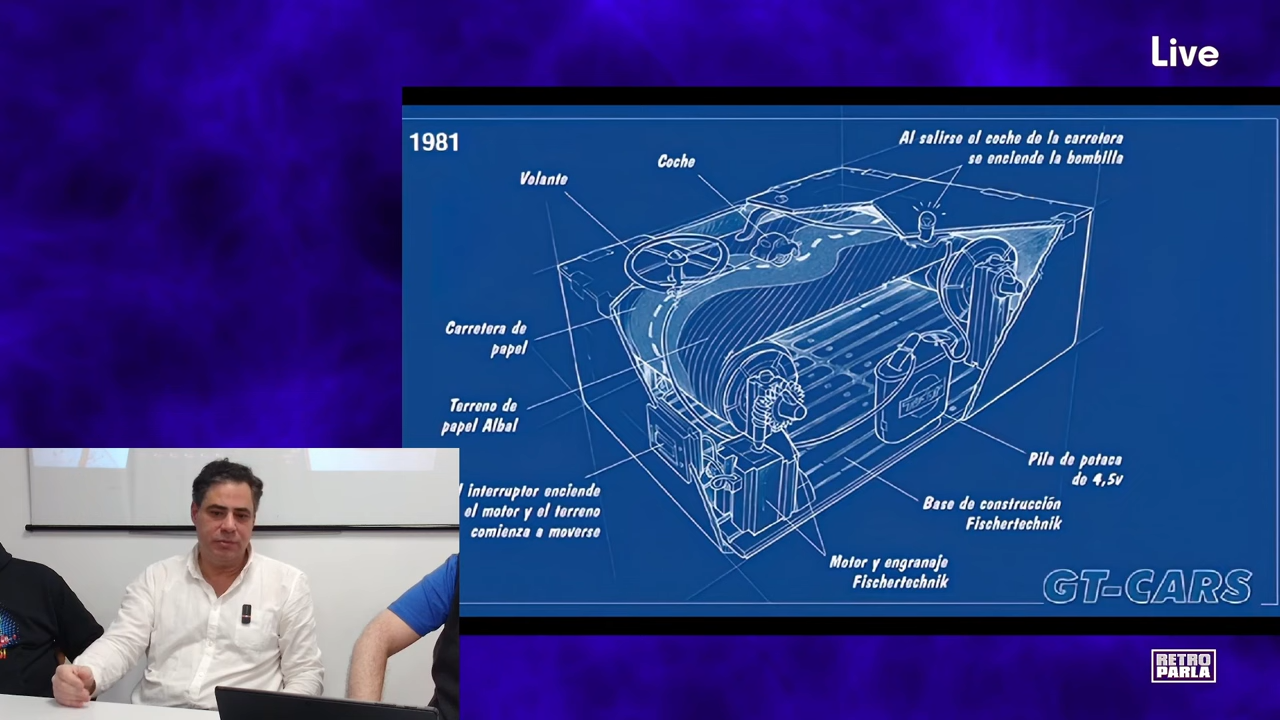 Live
1981
Al salirse el coche de la carretera
se enciende la bombilla
Coche
Volante
Carretera de
papel
Terreno de
papel Albal
l interruptor enciende
el motor y el terreno
comienza a moverse
Pila de petaca
de 4,5v
Base de construcción
Fischertechnik
Motor y engranaje
Fischertechnik
GT-CARS
RETRO
PARLA